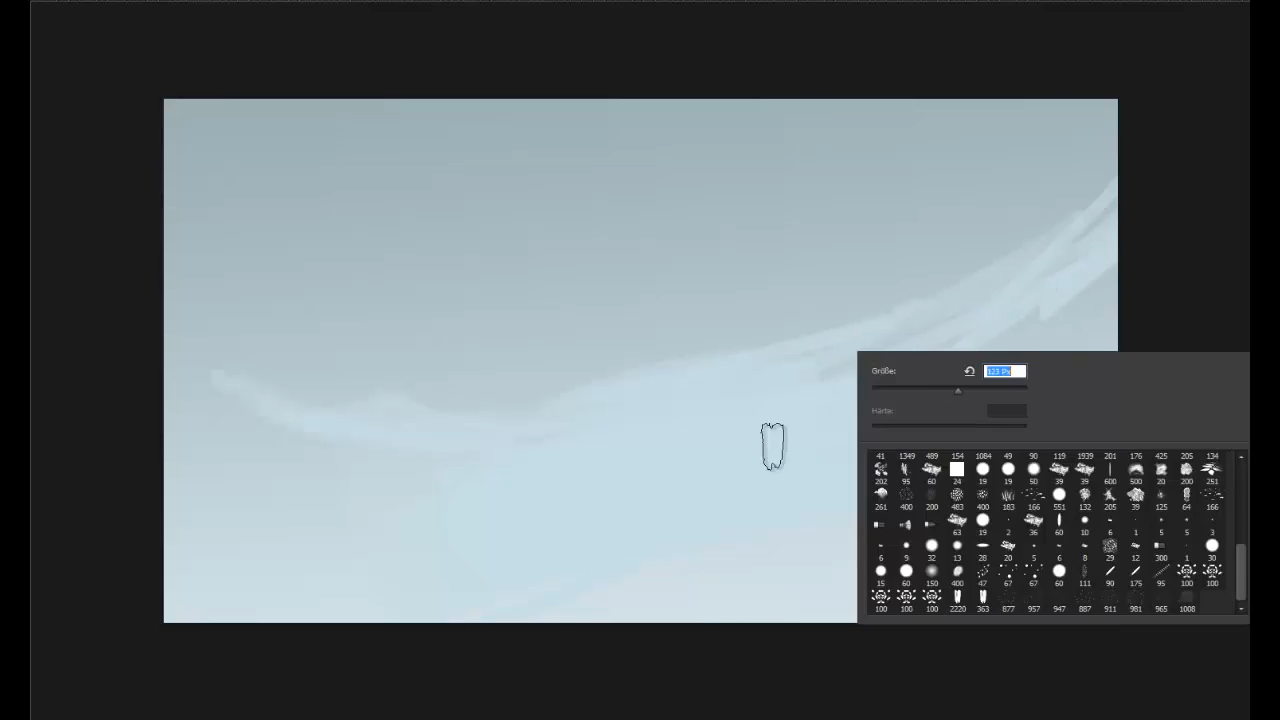 Größe:
123 Px
Härte:
41 1349 489 154 1084 49 90 119 1939 201 176 425 205 134
202 95 60 24 19 19 50 39 39 600 500 20 200 251
261 400 200 483 400 183 166 551 132 205 39 125 64 166
63 19 2 36 60 10 6 1 5 5 3
6 9 32 13 28 20 5 6 8 29 12 300 1 30
15 60 150 400 47 67 67 60 111 90 175 95 100 100
100 100 100 2220 363 877 957 947 887 911 981 965 1008